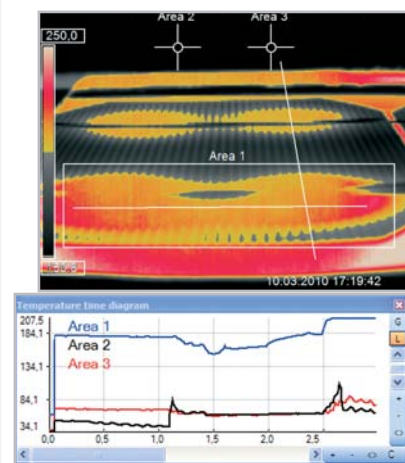 Area 2 Area 3
250,0
Area 1
10.03.2010 17:19:42
Temperature time diagram
207,5
184,1
134,1
84,1
34,1
Area 1
Area 2
Area 3
0,0 0,5 1,0 1,5 2,0 2,5
G
L
C